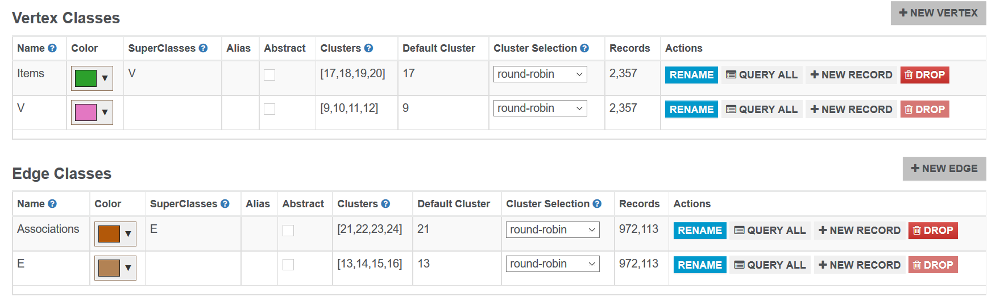 Vertex Classes
+ NEW VERTEX
Name ? Color SuperClasses ? Alias Abstract Clusters ? Default Cluster Cluster Selection ? Records Actions
Items V [17,18,19,20] 17 round-robin 2,357 RENAME QUERY ALL + NEW RECORD DROP
V [9,10,11,12] 9 round-robin 2,357 RENAME QUERY ALL + NEW RECORD DROP
Edge Classes
+ NEW EDGE
Name ? Color SuperClasses ? Alias Abstract Clusters ? Default Cluster Cluster Selection ? Records Actions
Associations E [21,22,23,24] 21 round-robin 972,113 RENAME QUERY ALL + NEW RECORD DROP
E [13,14,15,16] 13 round-robin 972,113 RENAME QUERY ALL + NEW RECORD DROP